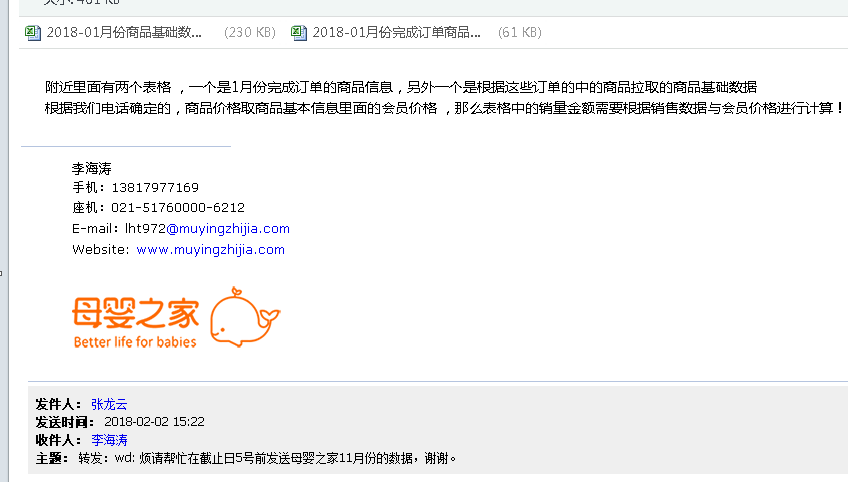 大小: 461 KB
2018-01月份商品基础数... (230 KB) 2018-01月份完成订单商品... (61 KB)
附近里面有两个表格 ，一个是1月份完成订单的商品信息，另外一个是根据这些订单的中的商品拉取的商品基础数据
根据我们电话确定的，商品价格取商品基本信息里面的会员价格 ，那么表格中的销量金额需要根据销售数据与会员价格进行计算！
李海涛
手机：13817977169
座机：021-51760000-6212
E-mail：lht972@muyingzhijia.com
Website: www.muyingzhijia.com
母婴之家
Better life for babies
发件人： 张龙云
发送时间： 2018-02-02 15:22
收件人： 李海涛
主题： 转发：wd: 烦请帮忙在截止日5号前发送母婴之家11月份的数据，谢谢。